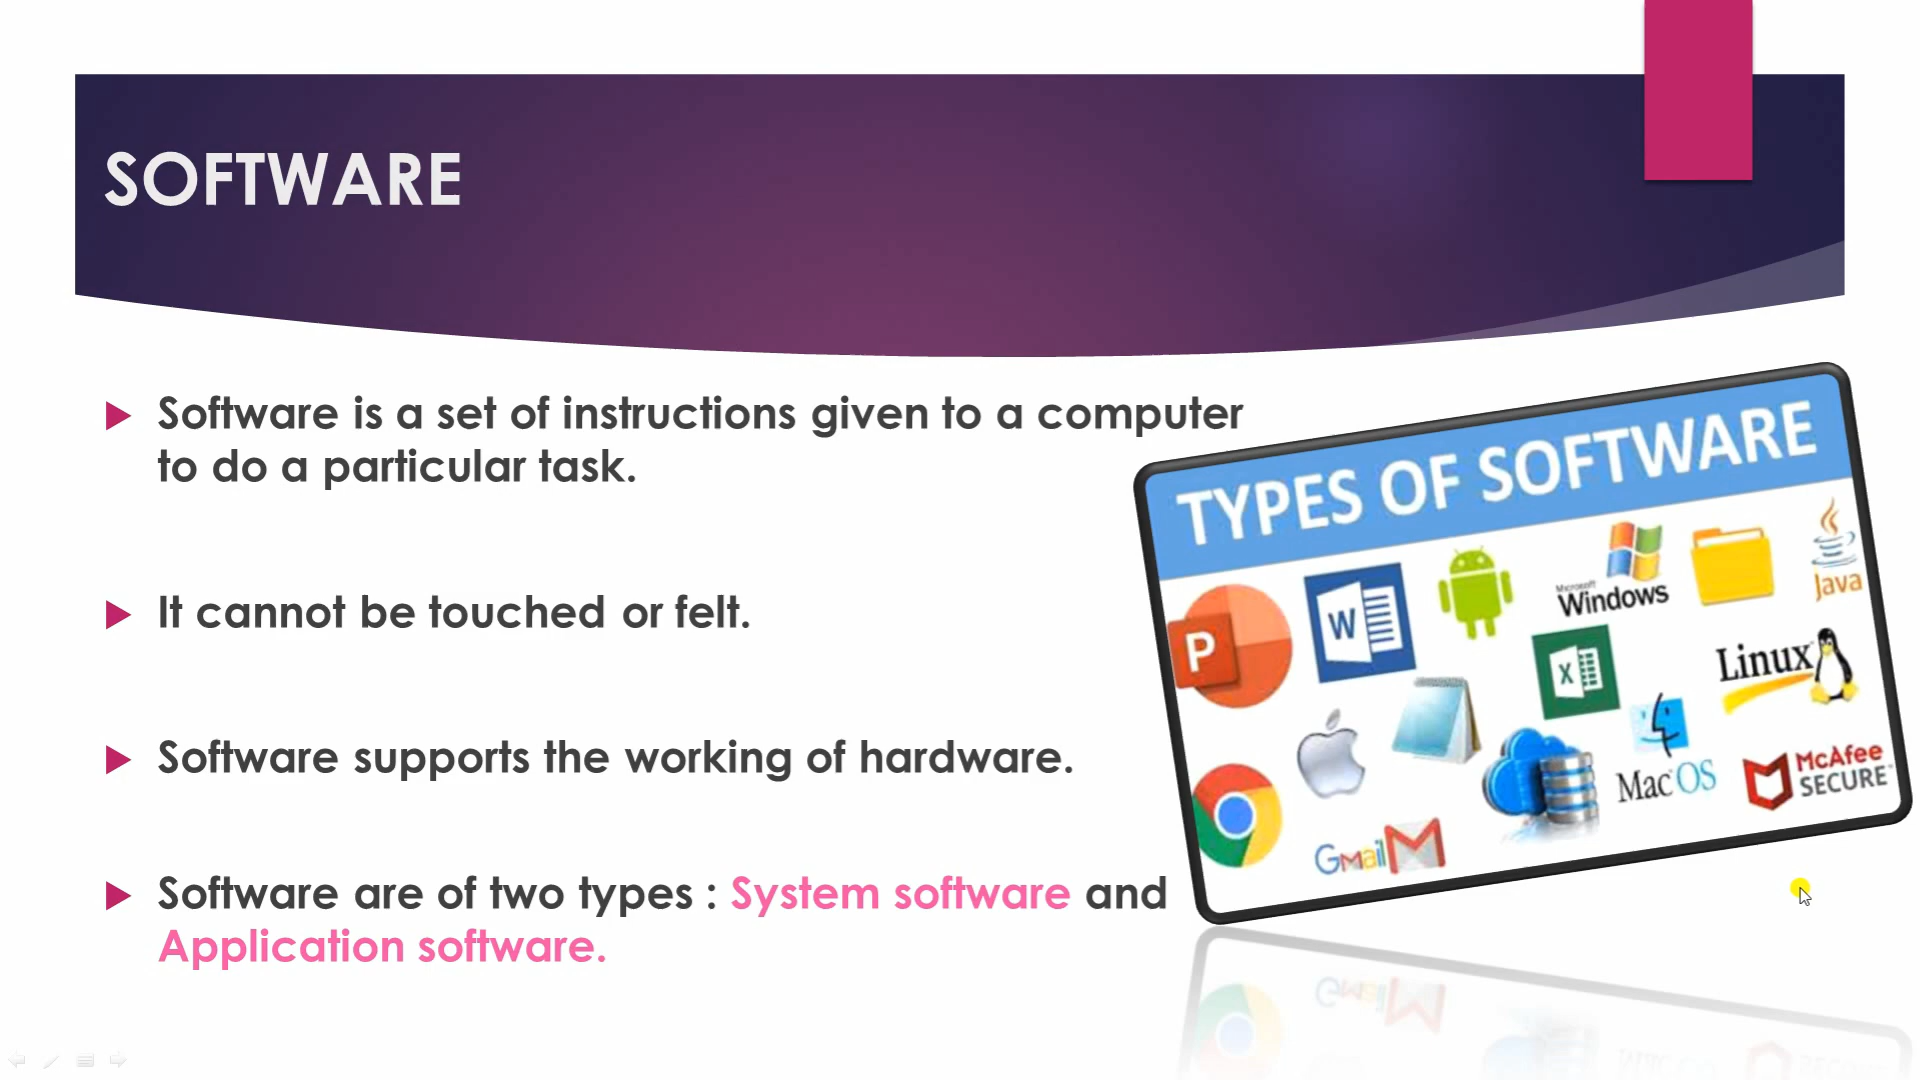 SOFTWARE
Software is a set of instructions given to a computer
to do a particular task.
It cannot be touched or felt.
Software supports the working of hardware.
Software are of two types : System software and
Application software.
TYPES OF SOFTWARE
P
W
Microsoft
Windows
Java
X
Linux
Mac OS
McAfee
SECURE
Gmail